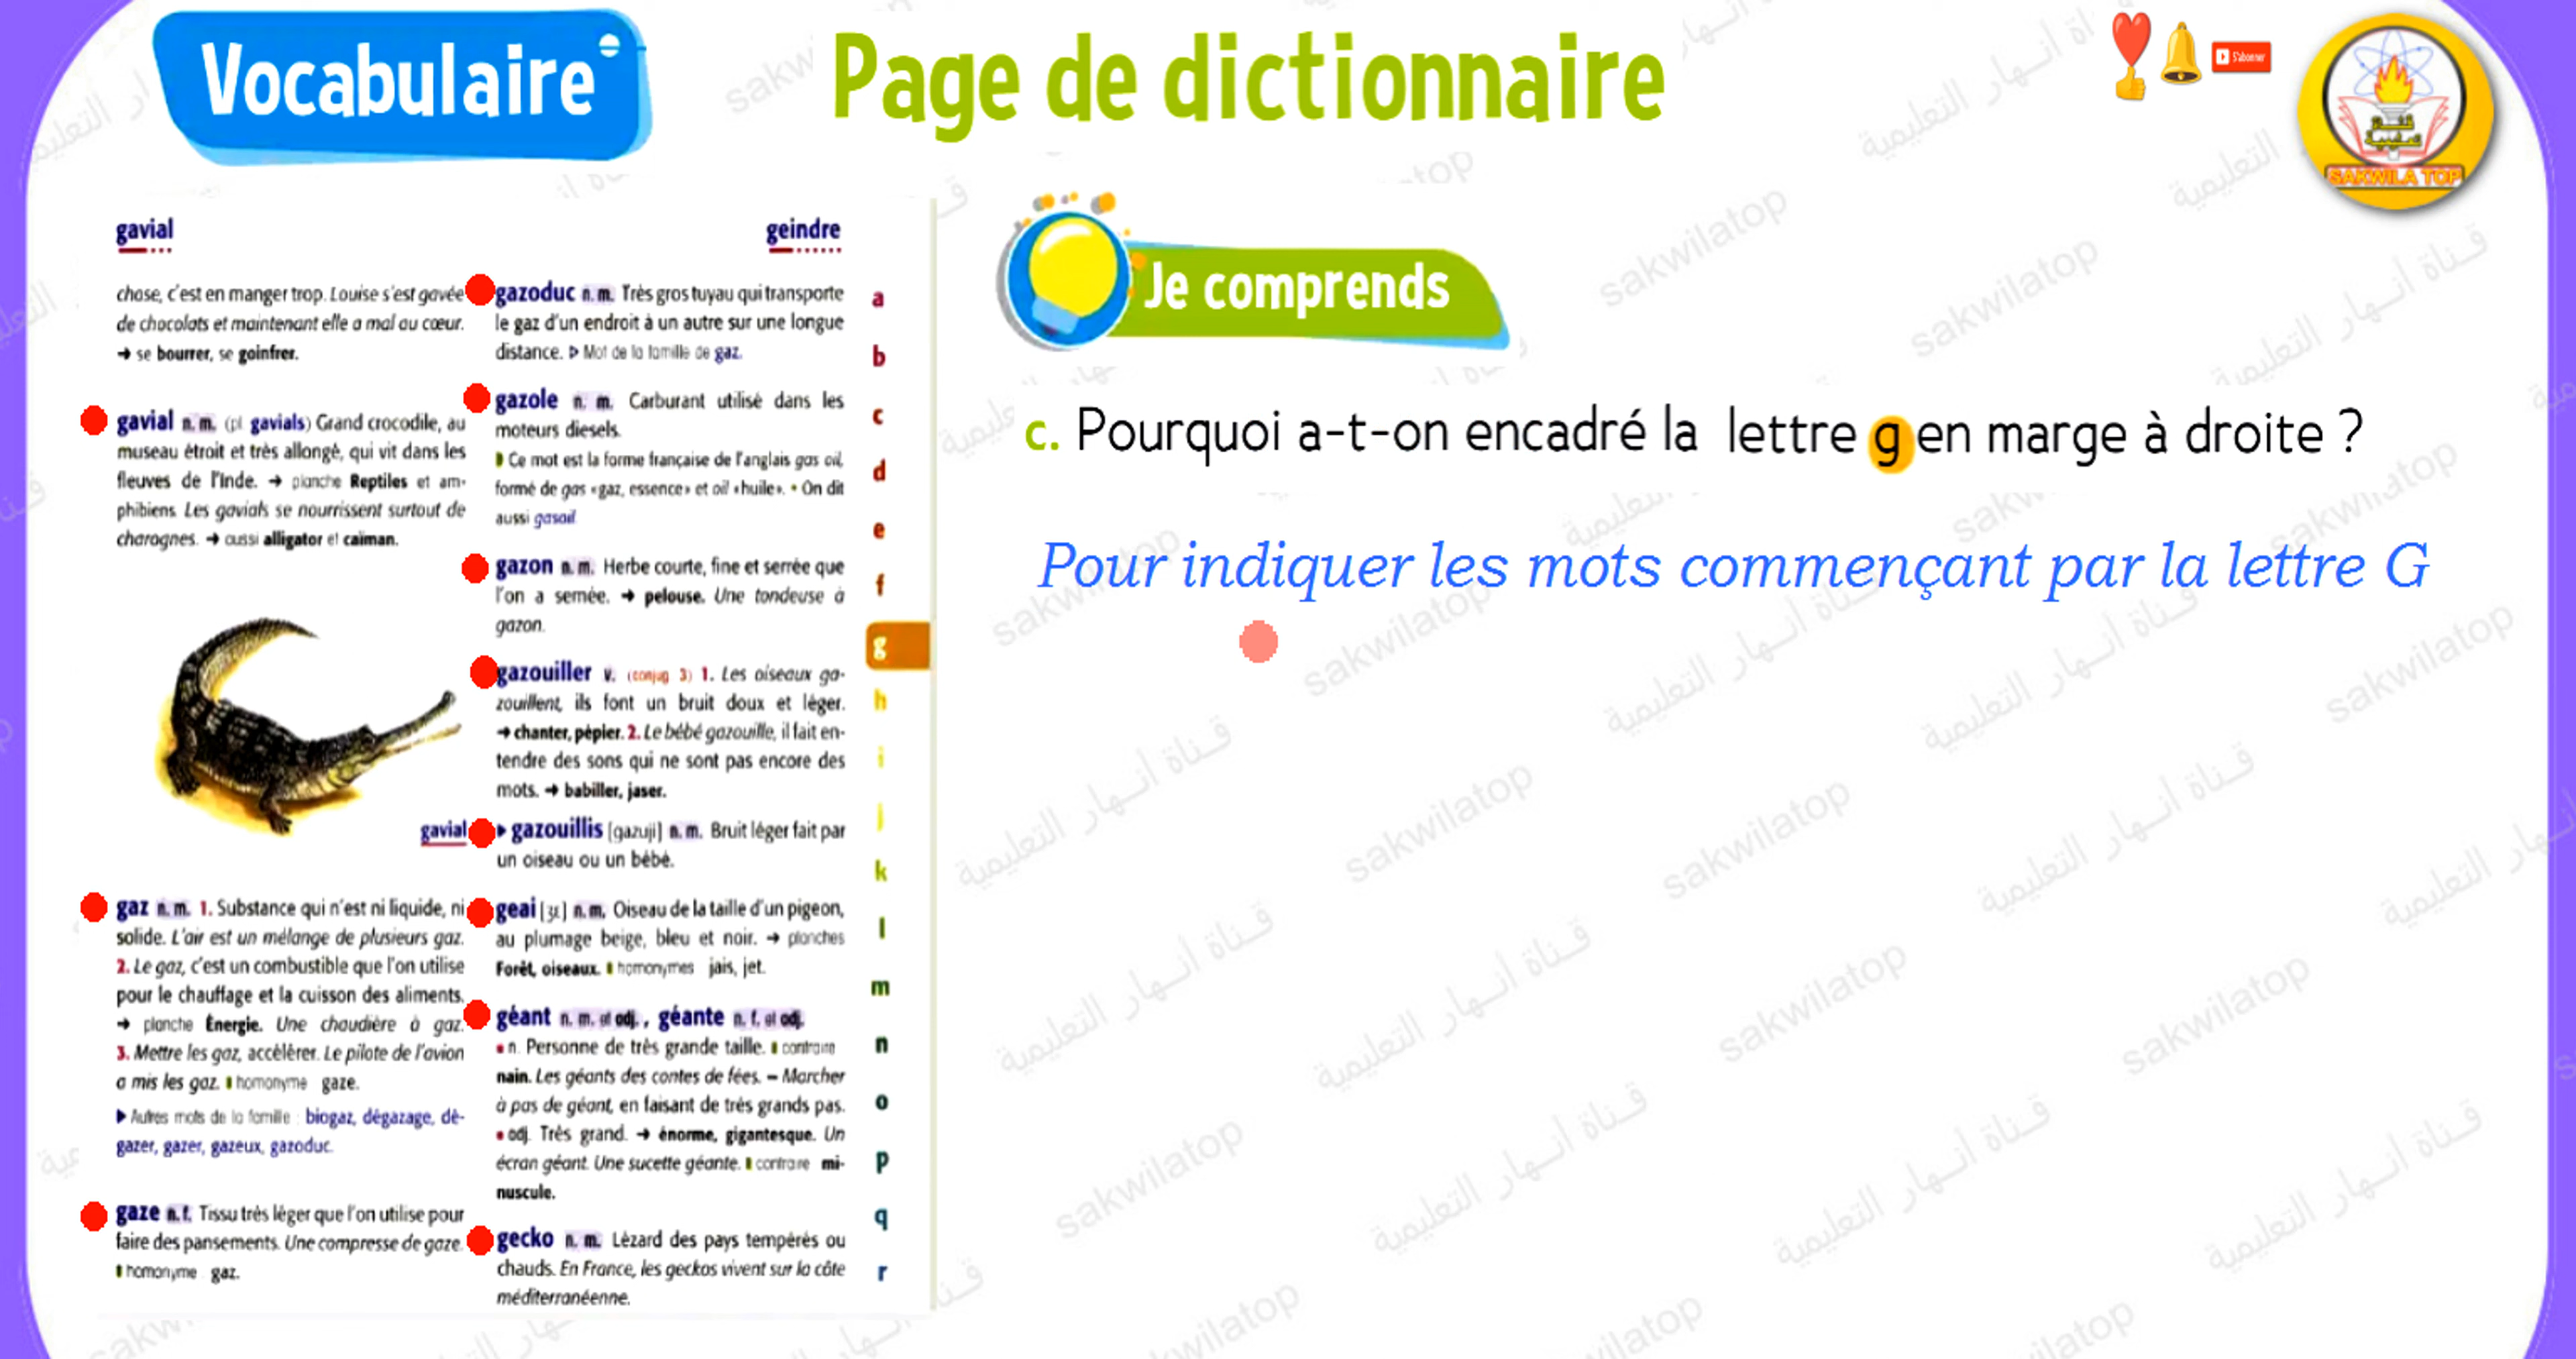 Vocabulaire
Page de dictionnaire
S'abonner
SAKWILA TOP
gavial
geindre
chose, c'est en manger trop. Louise s'est gavée
de chocolats et maintenant elle a mal au cœur.
➜ se bourrer, se goinfrer.
gavial n. m. (pl. gavials) Grand crocodile, au
museau étroit et très allongé, qui vit dans les
fleuves de l'Inde. ➜ planche Reptiles et am-
phibiens. Les gavials se nourrissent surtout de
charognes. ➜ aussi alligator et caïman.
gavial
gaz n. m. 1. Substance qui n'est ni liquide, ni
solide. L'air est un mélange de plusieurs gaz.
2. Le gaz, c'est un combustible que l'on utilise
pour le chauffage et la cuisson des aliments.
➜ planche Énergie. Une chaudière à gaz.
3. Mettre les gaz, accélérer. Le pilote de l'avion
a mis les gaz. homonyme gaze.
▶ Autres mots de la famille : biogaz, dégazage, dé-
gazer, gazer, gazeux, gazoduc.
gaze n. f. Tissu très léger que l'on utilise pour
faire des pansements. Une compresse de gaze.
homonyme gaz.
gazoduc n. m. Très gros tuyau qui transporte
le gaz d'un endroit à un autre sur une longue
distance. ▷ Mot de la famille de gaz.
gazole n. m. Carburant utilisé dans les
moteurs diesels.
Ce mot est la forme française de l'anglais gas oil,
formé de gas «gaz, essence» et oil «huile». • On dit
aussi gasoil.
gazon n. m. Herbe courte, fine et serrée que
l'on a semée. ➜ pelouse. Une tondeuse à
gazon.
gazouiller v. (conjug 3) 1. Les oiseaux ga-
zouillent, ils font un bruit doux et léger.
➜ chanter, pépier. 2. Le bébé gazouille, il fait en-
tendre des sons qui ne sont pas encore des
mots. ➜ babiller, jaser.
▶ gazouillis [gazuji] n. m. Bruit léger fait par
un oiseau ou un bébé.
geai [ʒɛ] n. m. Oiseau de la taille d'un pigeon,
au plumage beige, bleu et noir. ➜ planches
Forêt, oiseaux. homonymes jais, jet.
géant n. m. et adj., géante n. f. et adj.
• n. Personne de très grande taille. contraire
nain. Les géants des contes de fées. – Marcher
à pas de géant, en faisant de très grands pas.
• adj. Très grand. ➜ énorme, gigantesque. Un
écran géant. Une sucette géante. contraire mi-
nuscule.
gecko n. m. Lézard des pays tempérés ou
chauds. En France, les geckos vivent sur la côte
méditerranéenne.
a
b
c
d
e
f
g
h
i
j
k
l
m
n
o
p
q
r
Je comprends
c. Pourquoi a-t-on encadré la lettre g en marge à droite ?
Pour indiquer les mots commençant par la lettre G
sakwilatop
قناة أنهار التعليمية